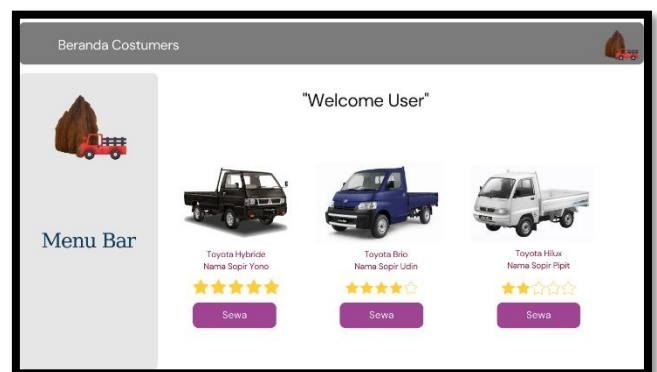 Beranda Costumers
"Welcome User"
Menu Bar
Toyota Hybride
Nama Sopir Yono
Sewa
Toyota Brio
Nama Sopir Udin
Sewa
Toyota Hilux
Nama Sopir Pipit
Sewa